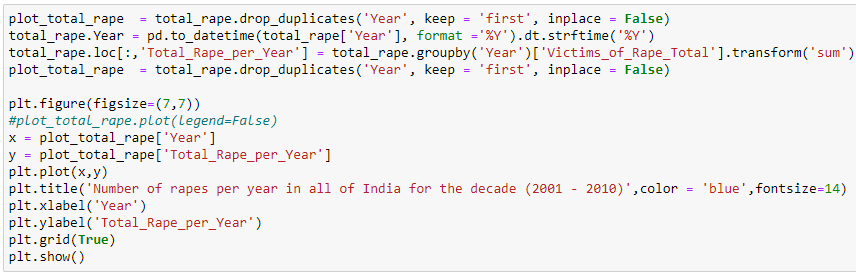 plot_total_rape  = total_rape.drop_duplicates('Year', keep = 'first', inplace = False)
total_rape.Year = pd.to_datetime(total_rape['Year'], format ='%Y').dt.strftime('%Y')
total_rape.loc[:,'Total_Rape_per_Year'] = total_rape.groupby('Year')['Victims_of_Rape_Total'].transform('sum')
plot_total_rape  = total_rape.drop_duplicates('Year', keep = 'first', inplace = False)
plt.figure(figsize=(7,7))
#plot_total_rape.plot(legend=False)
x = plot_total_rape['Year']
y = plot_total_rape['Total_Rape_per_Year']
plt.plot(x,y)
plt.title('Number of rapes per year in all of India for the decade (2001 - 2010)',color = 'blue',fontsize=14)
plt.xlabel('Year')
plt.ylabel('Total_Rape_per_Year')
plt.grid(True)
plt.show()